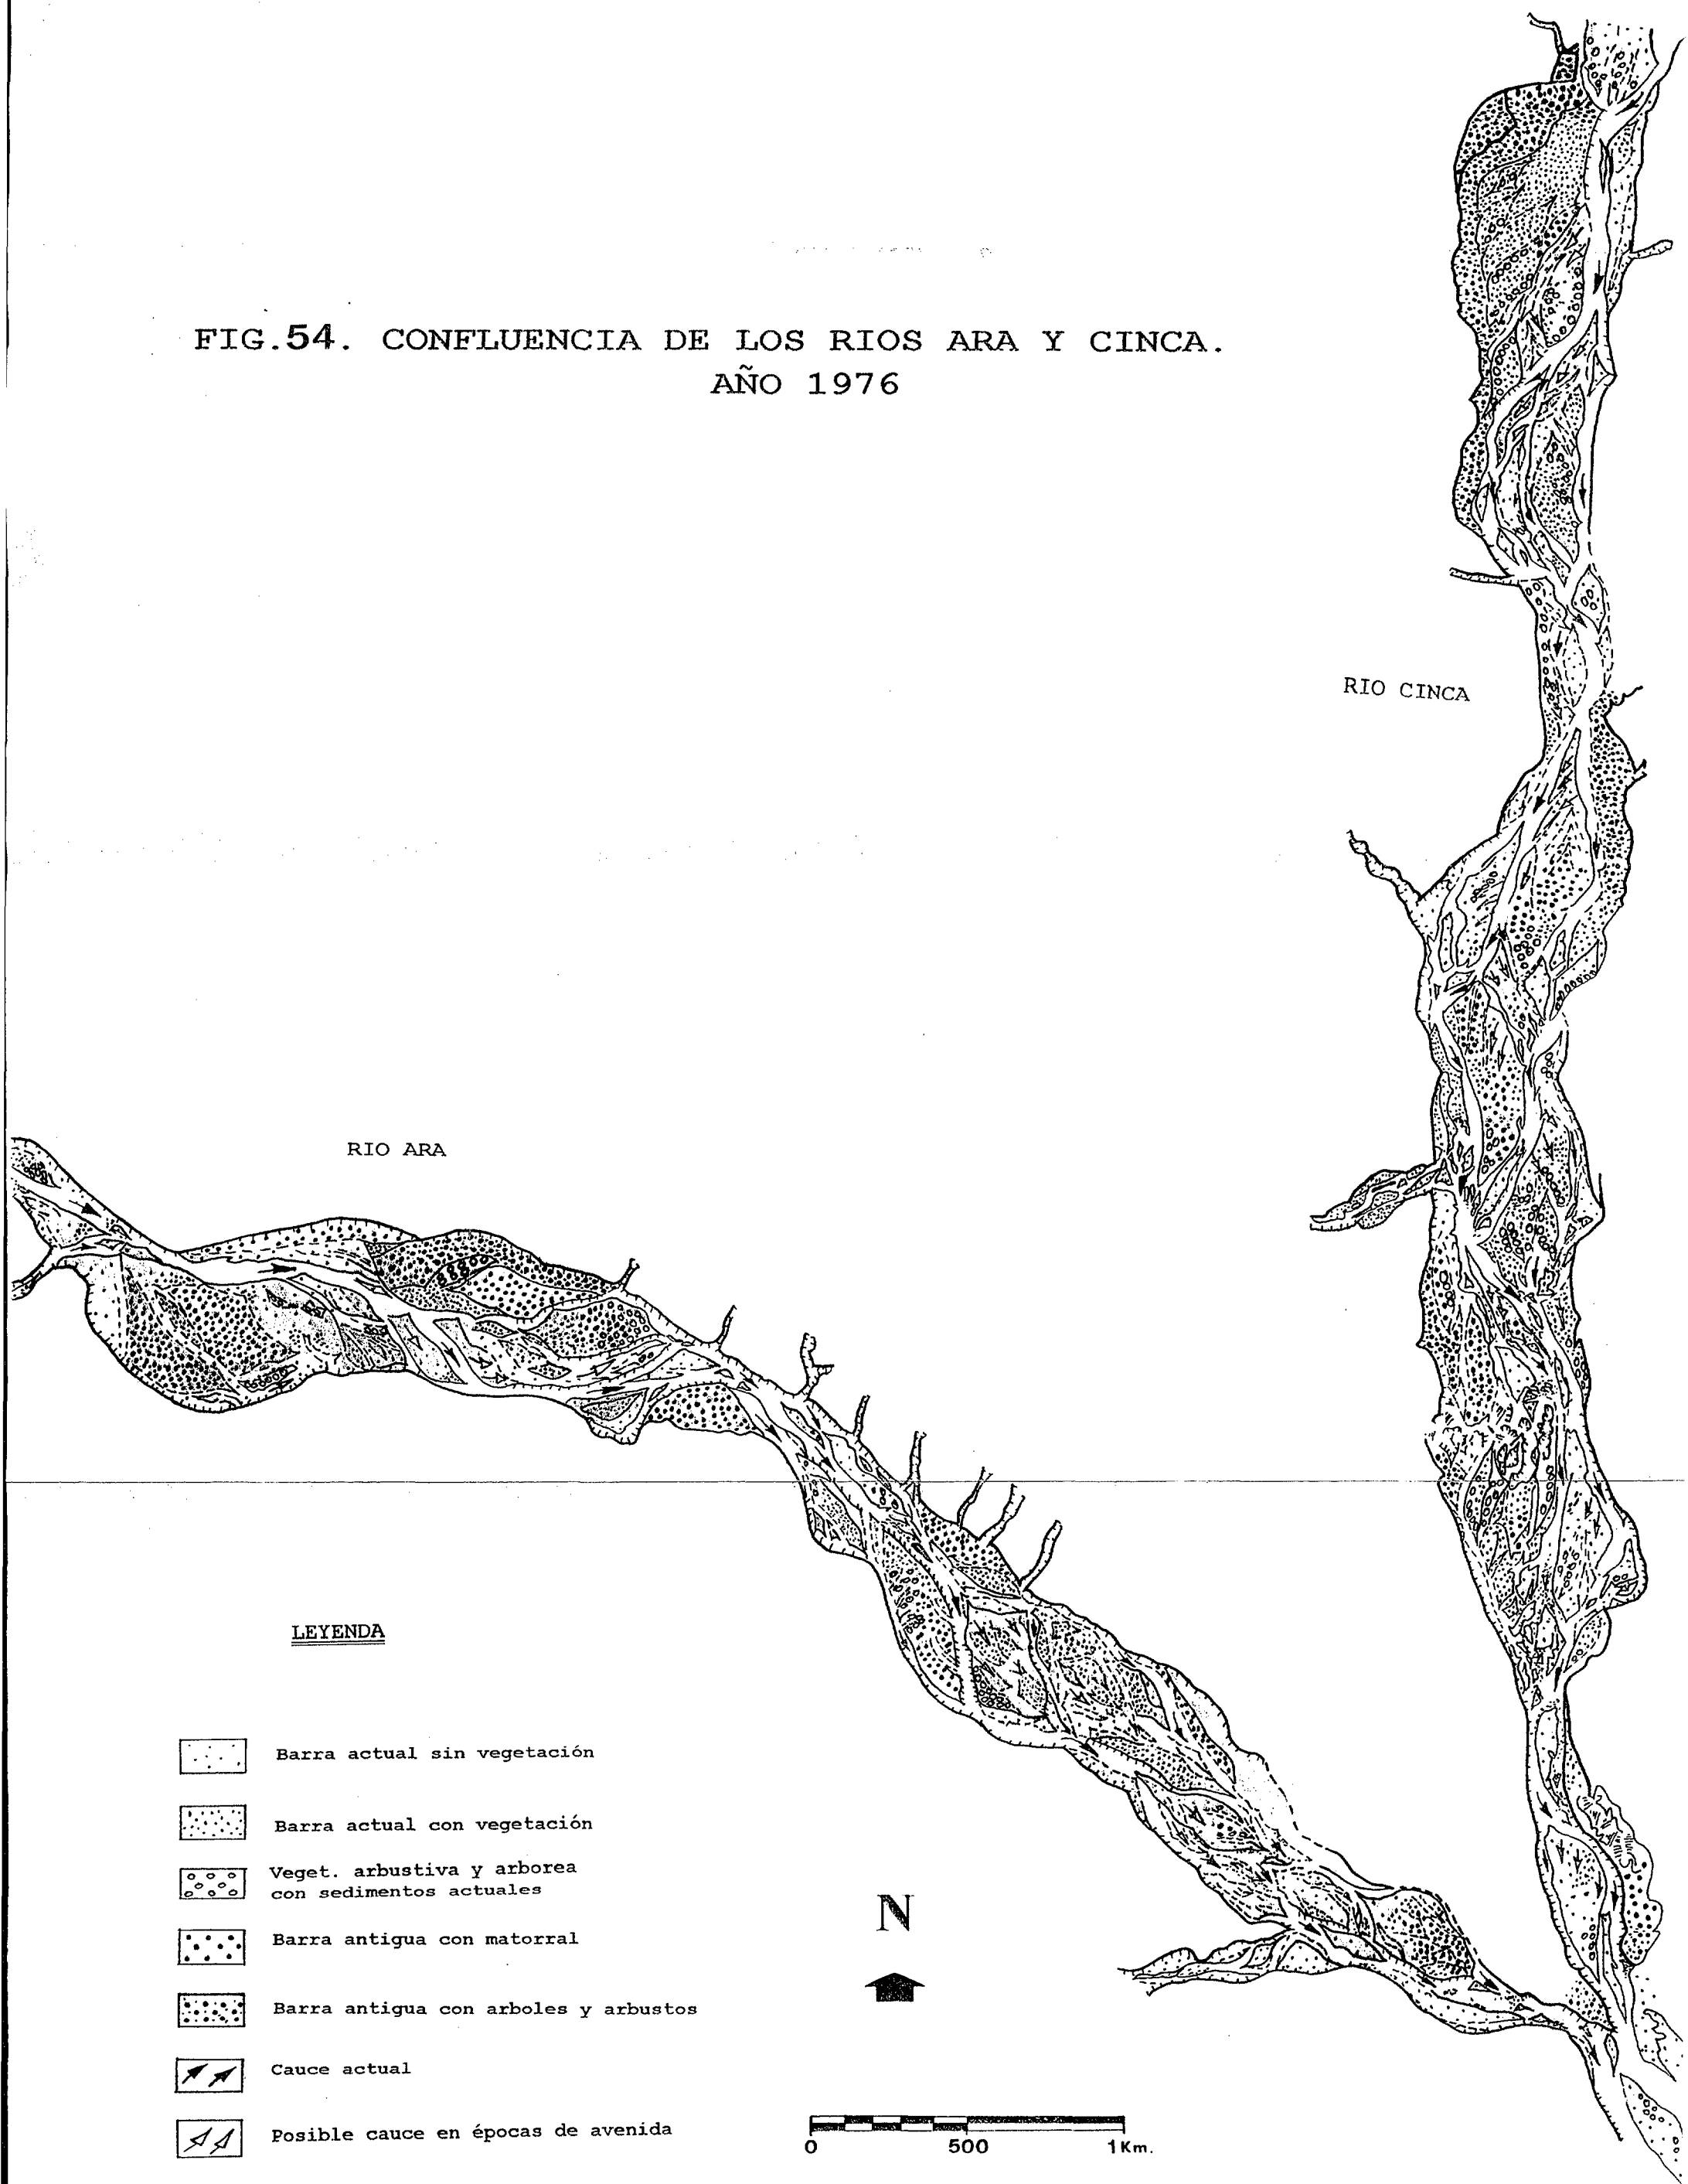 FIG.54. CONFLUENCIA DE LOS RIOS ARA Y CINCA.
AÑO 1976
RIO CINCA
RIO ARA
LEYENDA
Barra actual sin vegetación
Barra actual con vegetación
Veget. arbustiva y arborea
con sedimentos actuales
Barra antigua con matorral
Barra antigua con arboles y arbustos
Cauce actual
Posible cauce en épocas de avenida
N
0 500 1Km.